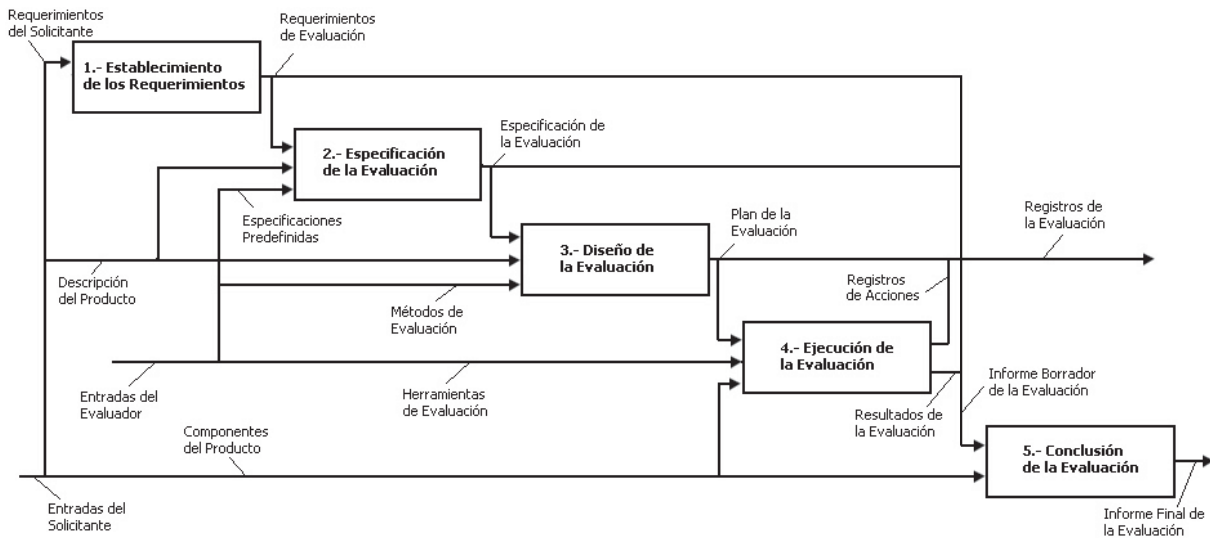 Requerimientos
del Solicitante
Requerimientos
de Evaluación
1.- Establecimiento
de los Requerimientos
Especificación de
la Evaluación
2.- Especificación
de la Evaluación
Especificaciones
Predefinidas
Plan de la
Evaluación
Registros de
la Evaluación
3.- Diseño de
la Evaluación
Descripción
del Producto
Registros
de Acciones
Métodos de
Evaluación
4.- Ejecución de
la Evaluación
Entradas del
Evaluador
Herramientas
de Evaluación
Informe Borrador
de la Evaluación
Resultados de
la Evaluación
Componentes
del Producto
5.- Conclusión
de la Evaluación
Entradas del
Solicitante
Informe Final de
la Evaluación